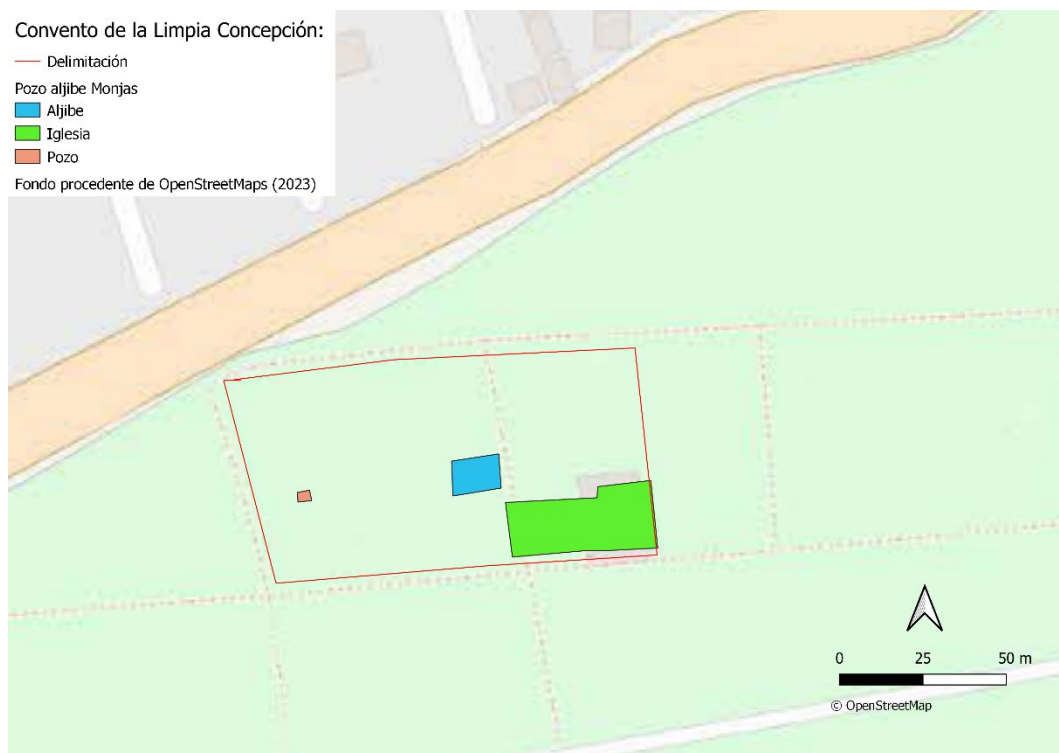 Convento de la Limpia Concepción:
Delimitación
Pozo aljibe Monjas
Aljibe
Iglesia
Pozo
Fondo procedente de OpenStreetMaps (2023)
0 25 50 m
© OpenStreetMap